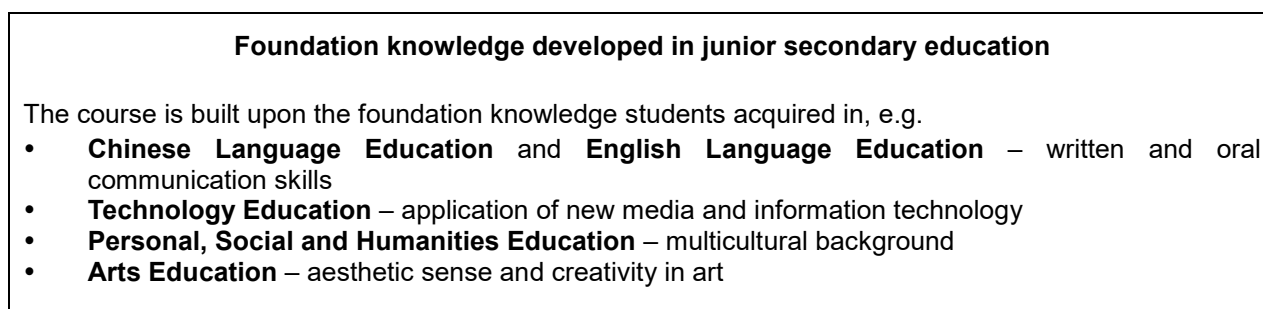 Foundation knowledge developed in junior secondary education
The course is built upon the foundation knowledge students acquired in, e.g.
• Chinese Language Education and English Language Education – written and oral
communication skills
• Technology Education – application of new media and information technology
• Personal, Social and Humanities Education – multicultural background
• Arts Education – aesthetic sense and creativity in art